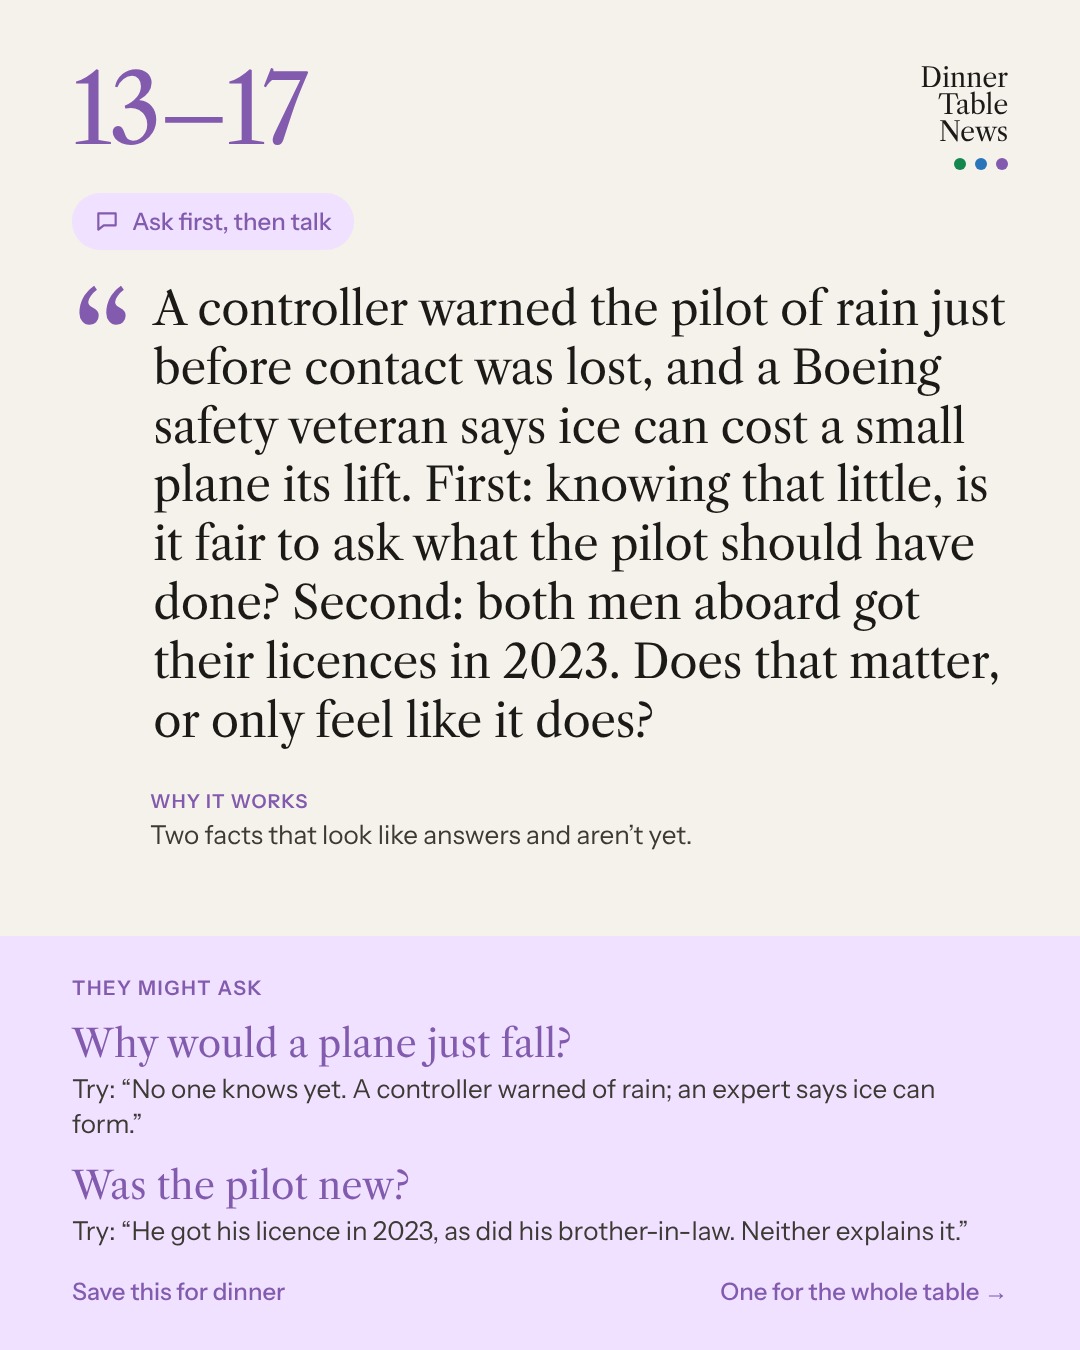 13–17
Dinner
Table
News
Ask first, then talk
“ A controller warned the pilot of rain just
before contact was lost, and a Boeing
safety veteran says ice can cost a small
plane its lift. First: knowing that little, is
it fair to ask what the pilot should have
done? Second: both men aboard got
their licences in 2023. Does that matter,
or only feel like it does?
WHY IT WORKS
Two facts that look like answers and aren’t yet.
THEY MIGHT ASK
Why would a plane just fall?
Try: “No one knows yet. A controller warned of rain; an expert says ice can
form.”
Was the pilot new?
Try: “He got his licence in 2023, as did his brother-in-law. Neither explains it.”
Save this for dinner
One for the whole table →